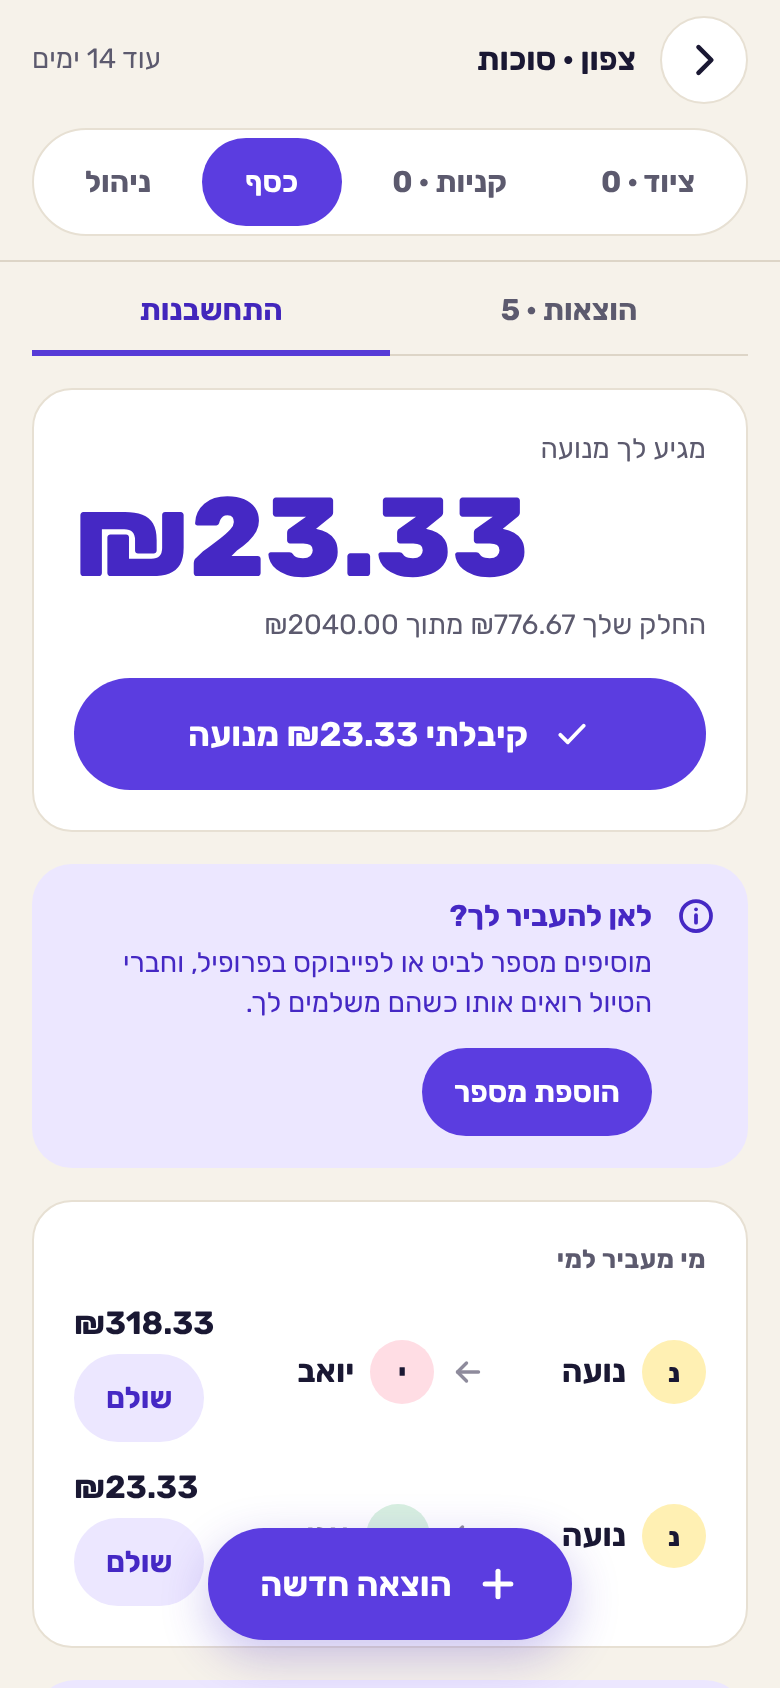 צפון • סוכות
עוד 14 ימים
ציוד • 0
קניות • 0
כסף
ניהול
הוצאות • 5
התחשבנות
מגיע לך מנועה
₪23.33
החלק שלך ₪776.67 מתוך ₪2040.00
קיבלתי ₪23.33 מנועה
לאן להעביר לך?
מוסיפים מספר לביט או לפייבוקס בפרופיל, וחברי
הטיול רואים אותו כשהם משלמים לך.
הוספת מספר
מי מעביר למי
נ נועה ← י יואב ₪318.33
שולם
נ נועה ₪23.33
שולם
הוצאה חדשה